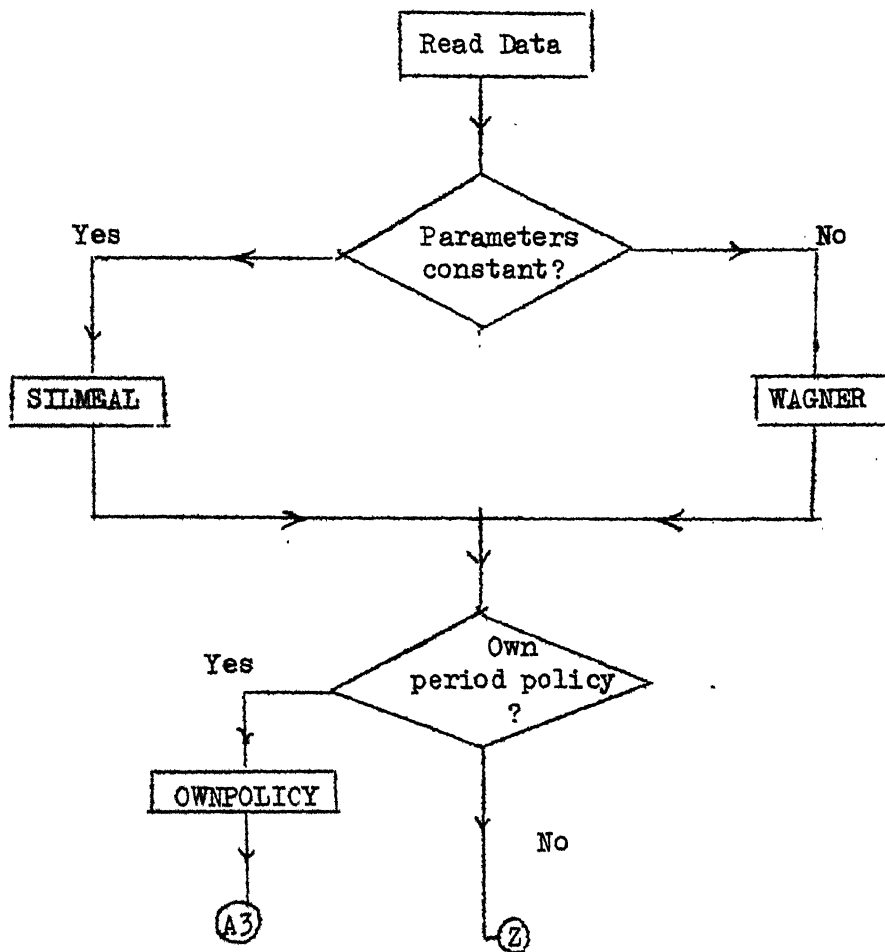 Read Data
Yes
Parameters
constant?
No
SILMEAL
WAGNER
Own
Yes
period policy
?
OWNPOLICY
No
A3
Z